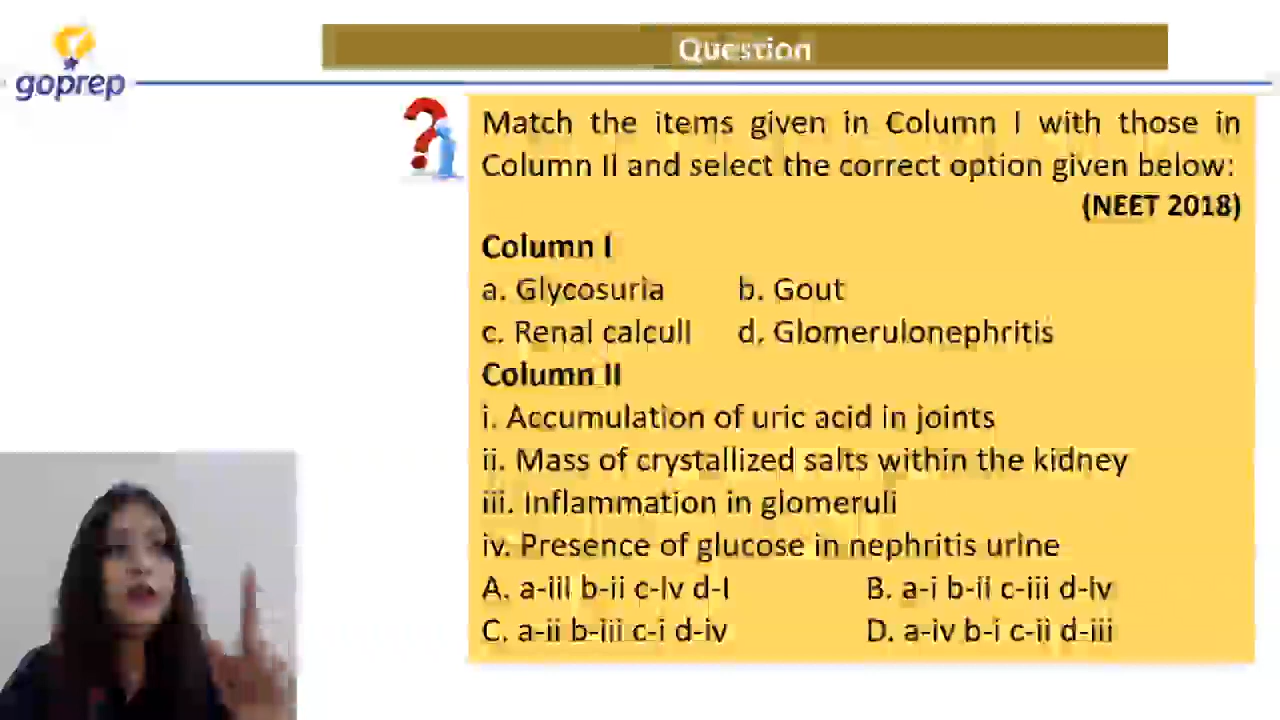 Question
goprep
Match the items given in Column I with those in
Column II and select the correct option given below:
(NEET 2018)
Column I
a. Glycosuria b. Gout
c. Renal calculI d. Glomerulonephritis
Column II
i. Accumulation of uric acid in joints
ii. Mass of crystallized salts within the kidney
iii. Inflammation in glomeruli
iv. Presence of glucose in nephritis urine
A. a-iii b-ii c-iv d-I B. a-i b-ii c-iii d-iv
C. a-ii b-iii c-i d-iv D. a-iv b-i c-ii d-iii